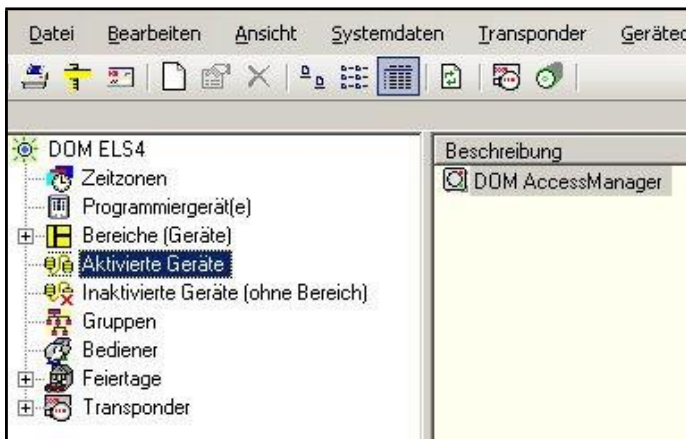 Datei Bearbeiten Ansicht Systemdaten Transponder Geräted
DOM ELS4
Zeitzonen
Programmiergerät(e)
Bereiche (Geräte)
Aktivierte Geräte
Inaktivierte Geräte (ohne Bereich)
Gruppen
Bediener
Feiertage
Transponder
Beschreibung
DOM AccessManager